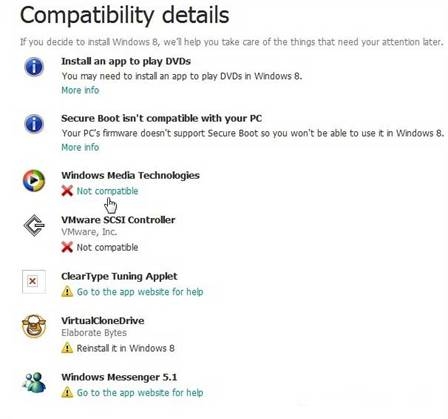 Compatibility details
If you decide to install Windows 8, we'll help you take care of the things that need your attention later.
Install an app to play DVDs
You may need to install an app to play DVDs in Windows 8.
More info
Secure Boot isn't compatible with your PC
Your PC's firmware doesn't support Secure Boot so you won't be able to use it in Windows 8.
More info
Windows Media Technologies
Not compatible
VMware SCSI Controller
VMware, Inc.
Not compatible
ClearType Tuning Applet
Go to the app website for help
VirtualCloneDrive
Elaborate Bytes
Reinstall it in Windows 8
Windows Messenger 5.1
Go to the app website for help